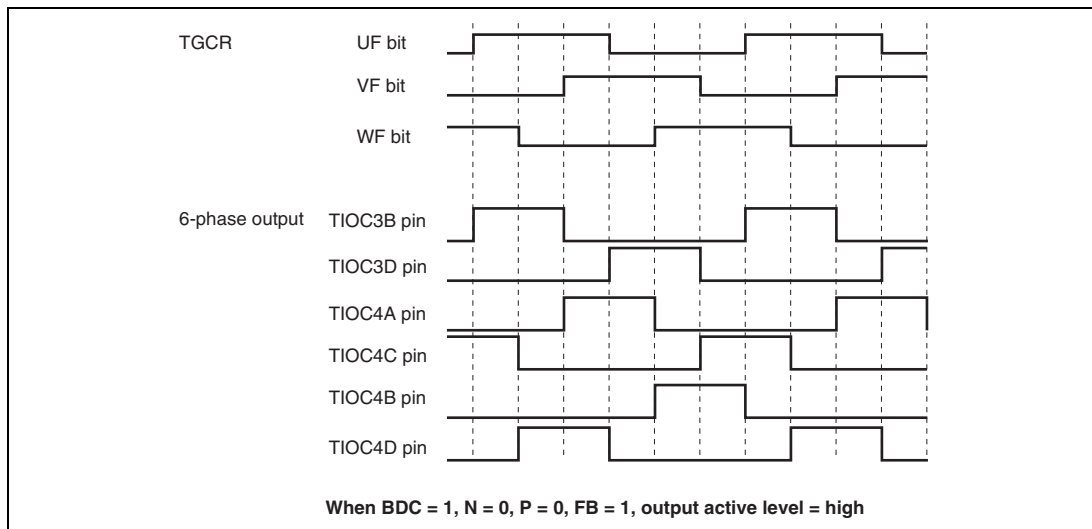 TGCR UF bit
VF bit
WF bit
6-phase output TIOC3B pin
TIOC3D pin
TIOC4A pin
TIOC4C pin
TIOC4B pin
TIOC4D pin
When BDC = 1, N = 0, P = 0, FB = 1, output active level = high